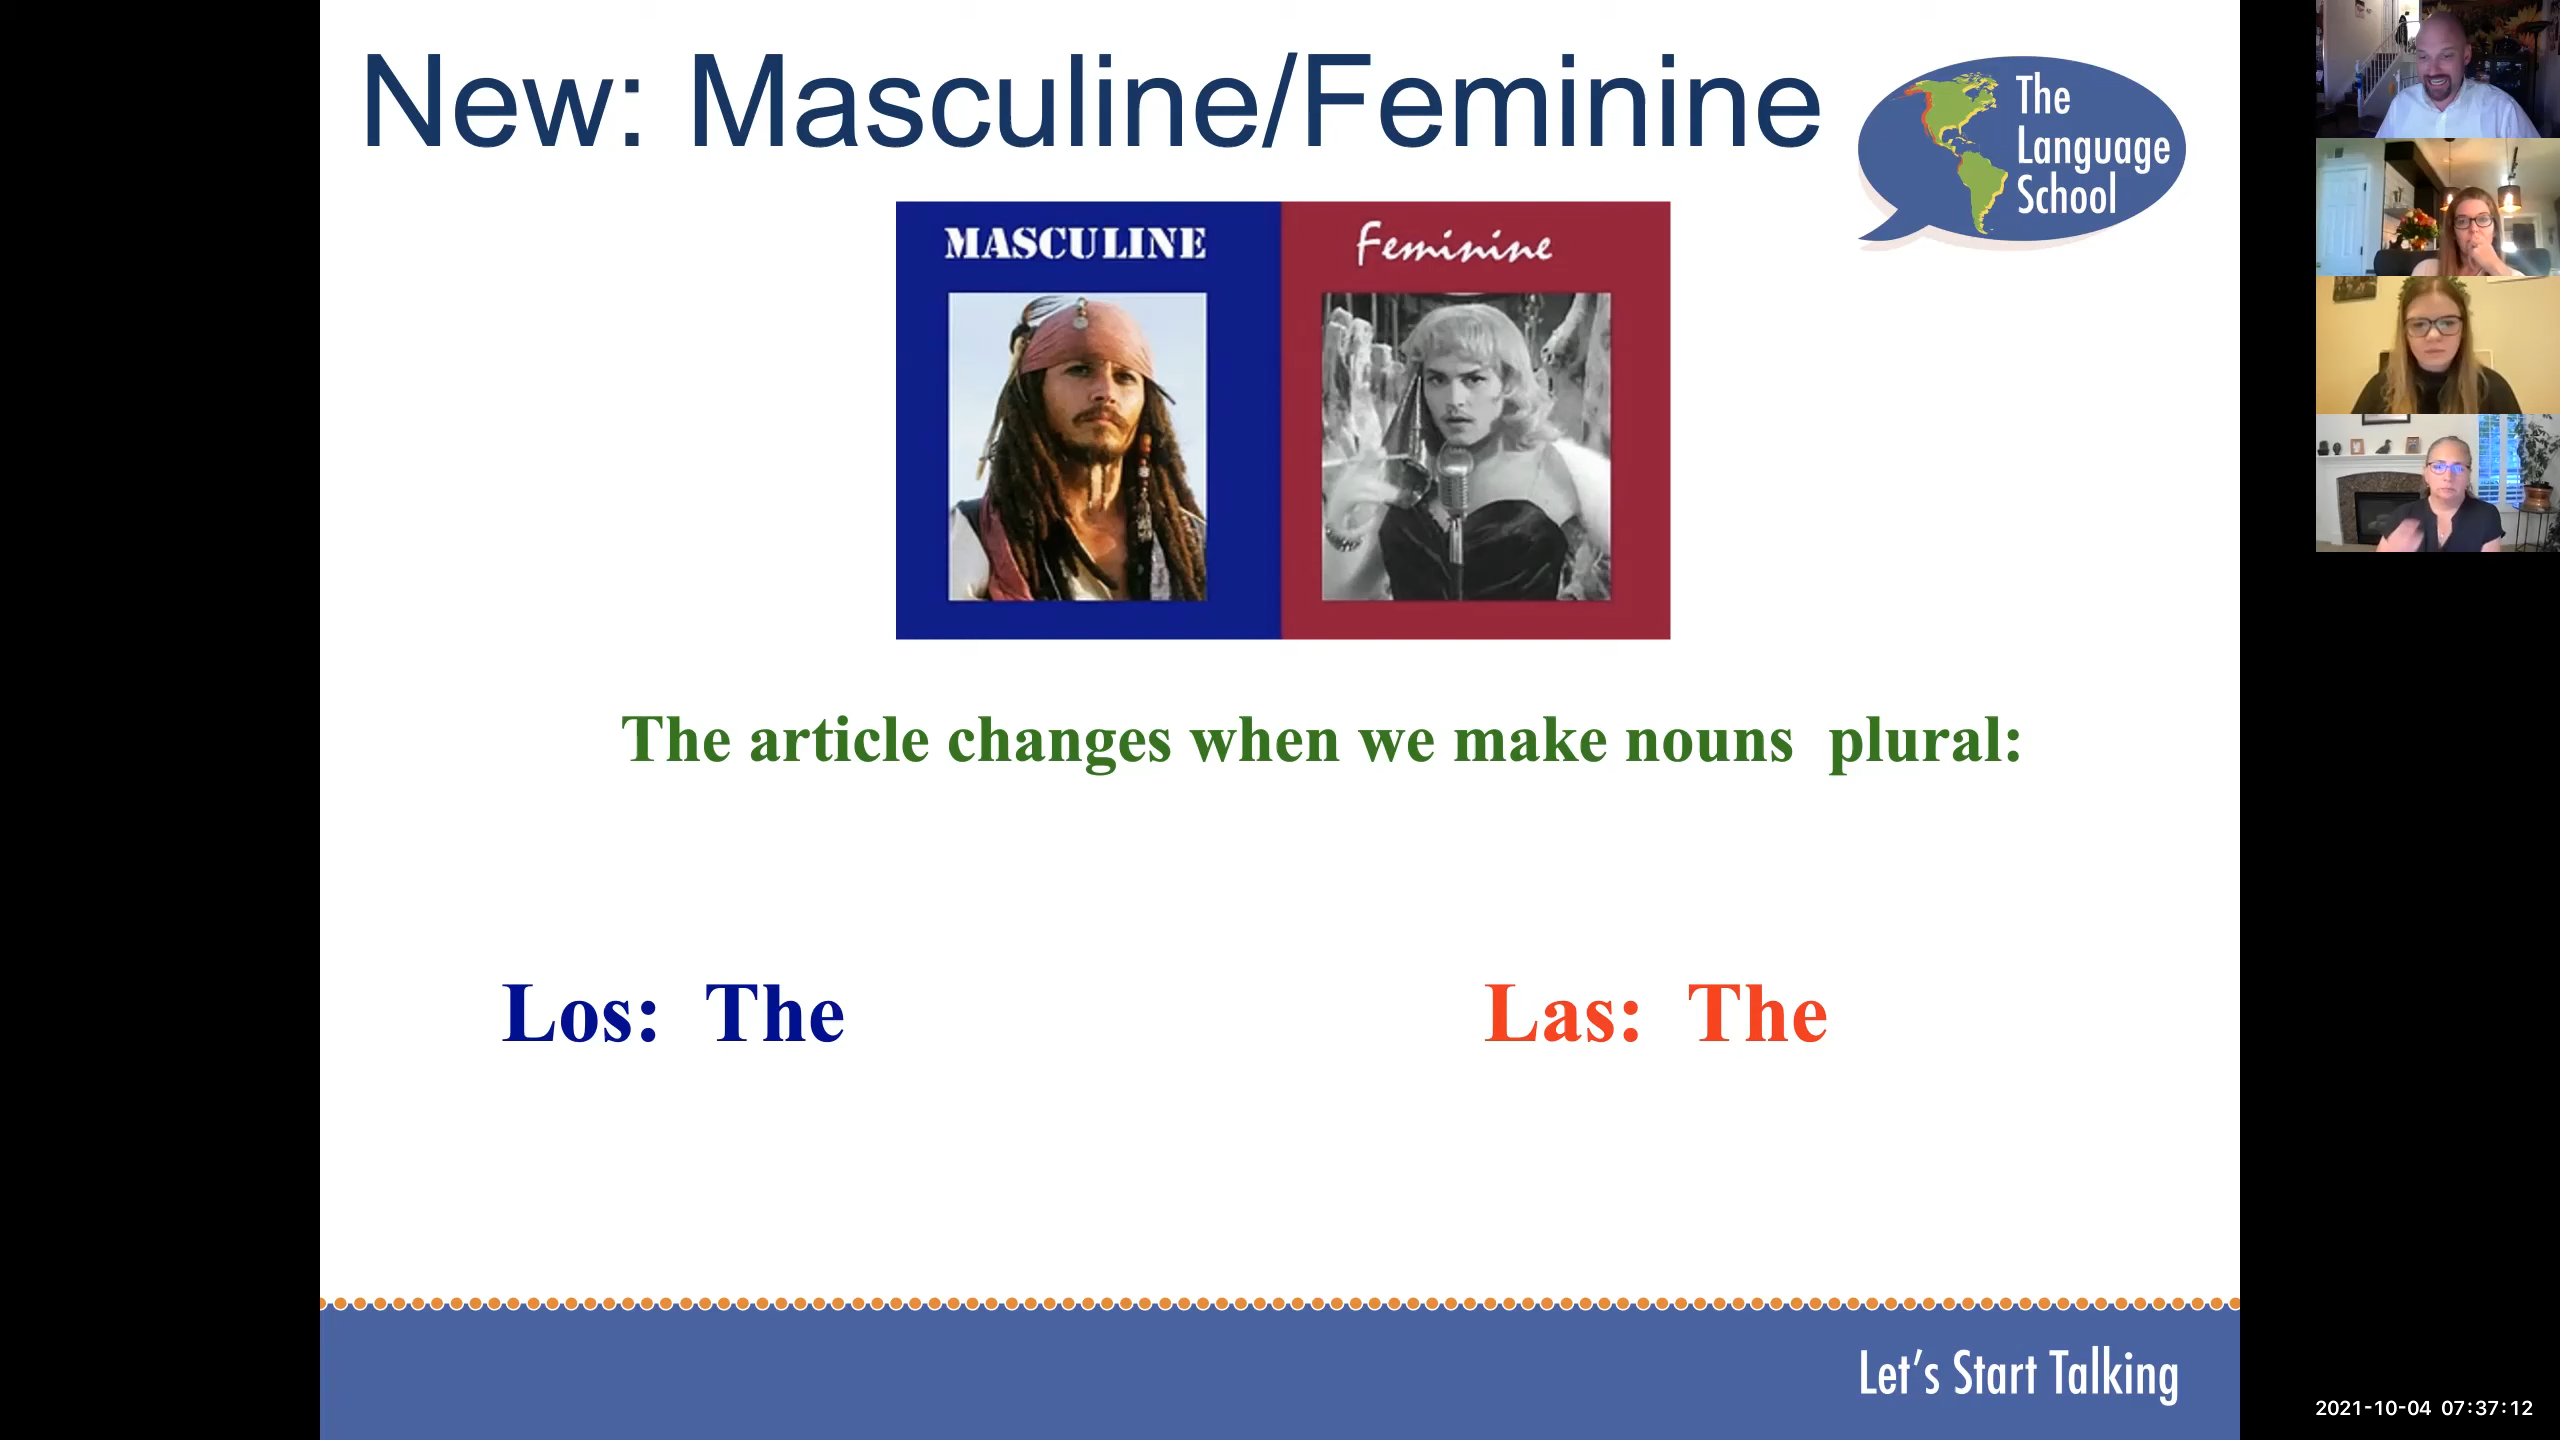 New: Masculine/Feminine
The
Language
School
MASCULINE
Feminine
The article changes when we make nouns  plural:
Los:  The
Las:  The
Let's Start Talking
2021-10-04 07:37:12